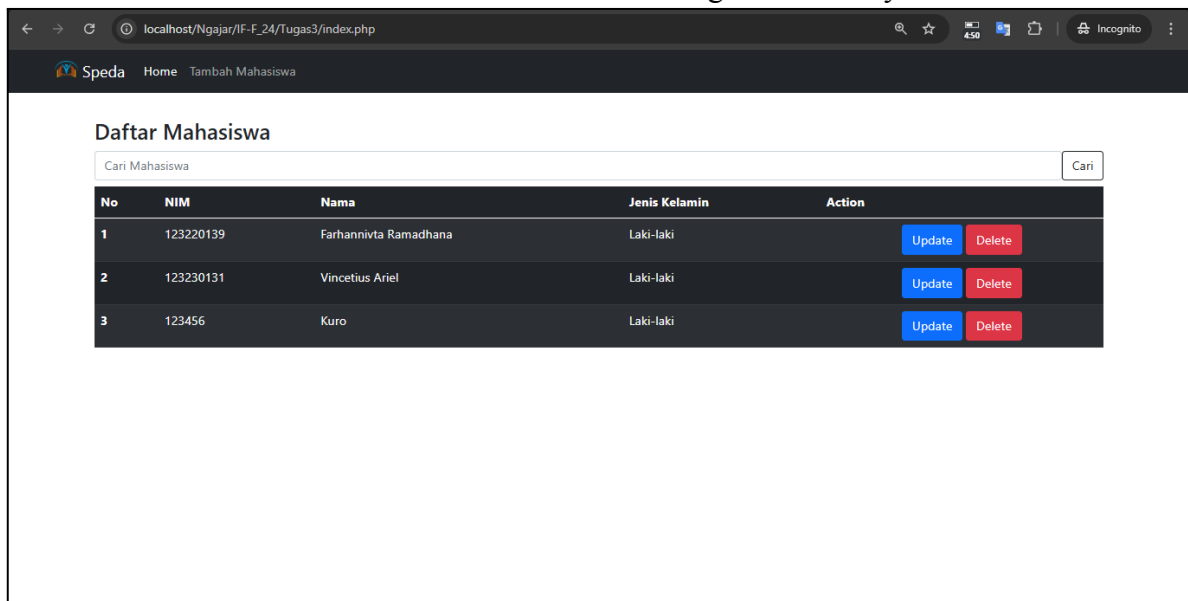 localhost/Ngajar/IF-F_24/Tugas3/index.php 4:50 Incognito
Speda Home Tambah Mahasiswa
Daftar Mahasiswa
Cari Mahasiswa Cari
No NIM Nama Jenis Kelamin Action
1 123220139 Farhannivta Ramadhana Laki-laki Update Delete
2 123230131 Vincetius Ariel Laki-laki Update Delete
3 123456 Kuro Laki-laki Update Delete